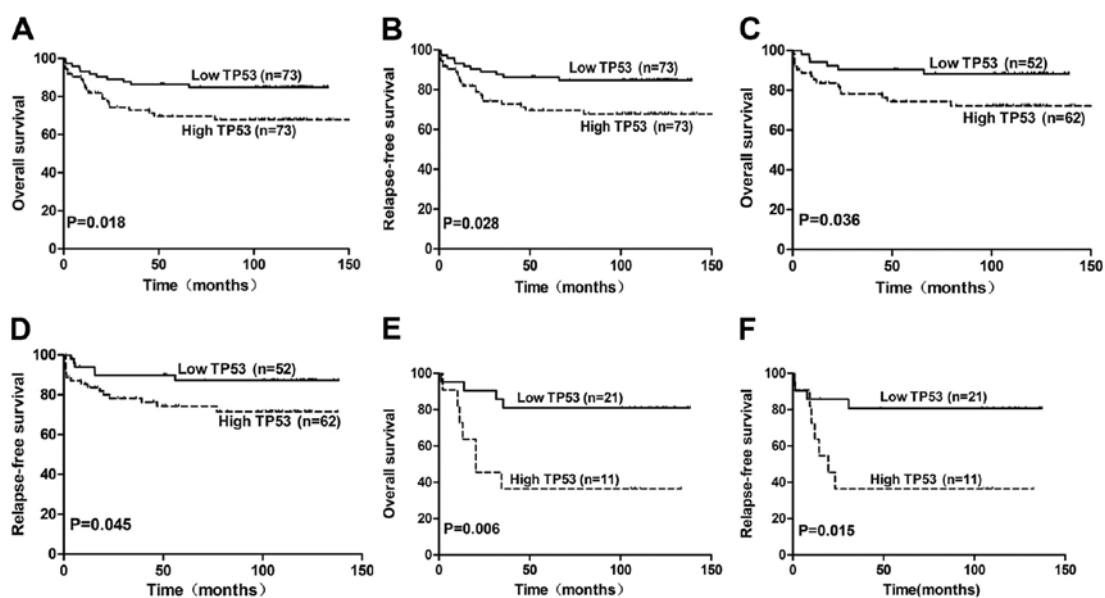 A
Overall survival
100
80
60
40
20
0
Low TP53 (n=73)
High TP53 (n=73)
P=0.018
0 50 100 150
Time (months)
B
Relapse-free survival
100
80
60
40
20
0
Low TP53 (n=73)
High TP53 (n=73)
P=0.028
0 50 100 150
Time (months)
C
Overall survival
100
80
60
40
20
0
Low TP53 (n=52)
High TP53 (n=62)
P=0.036
0 50 100 150
Time (months)
D
Relapse-free survival
100
80
60
40
20
0
Low TP53 (n=52)
High TP53 (n=62)
P=0.045
0 50 100 150
Time (months)
E
Overall survival
100
80
60
40
20
0
Low TP53 (n=21)
High TP53 (n=11)
P=0.006
0 50 100 150
Time (months)
F
Relapse-free survival
100
80
60
40
20
0
Low TP53 (n=21)
High TP53 (n=11)
P=0.015
0 50 100 150
Time(months)